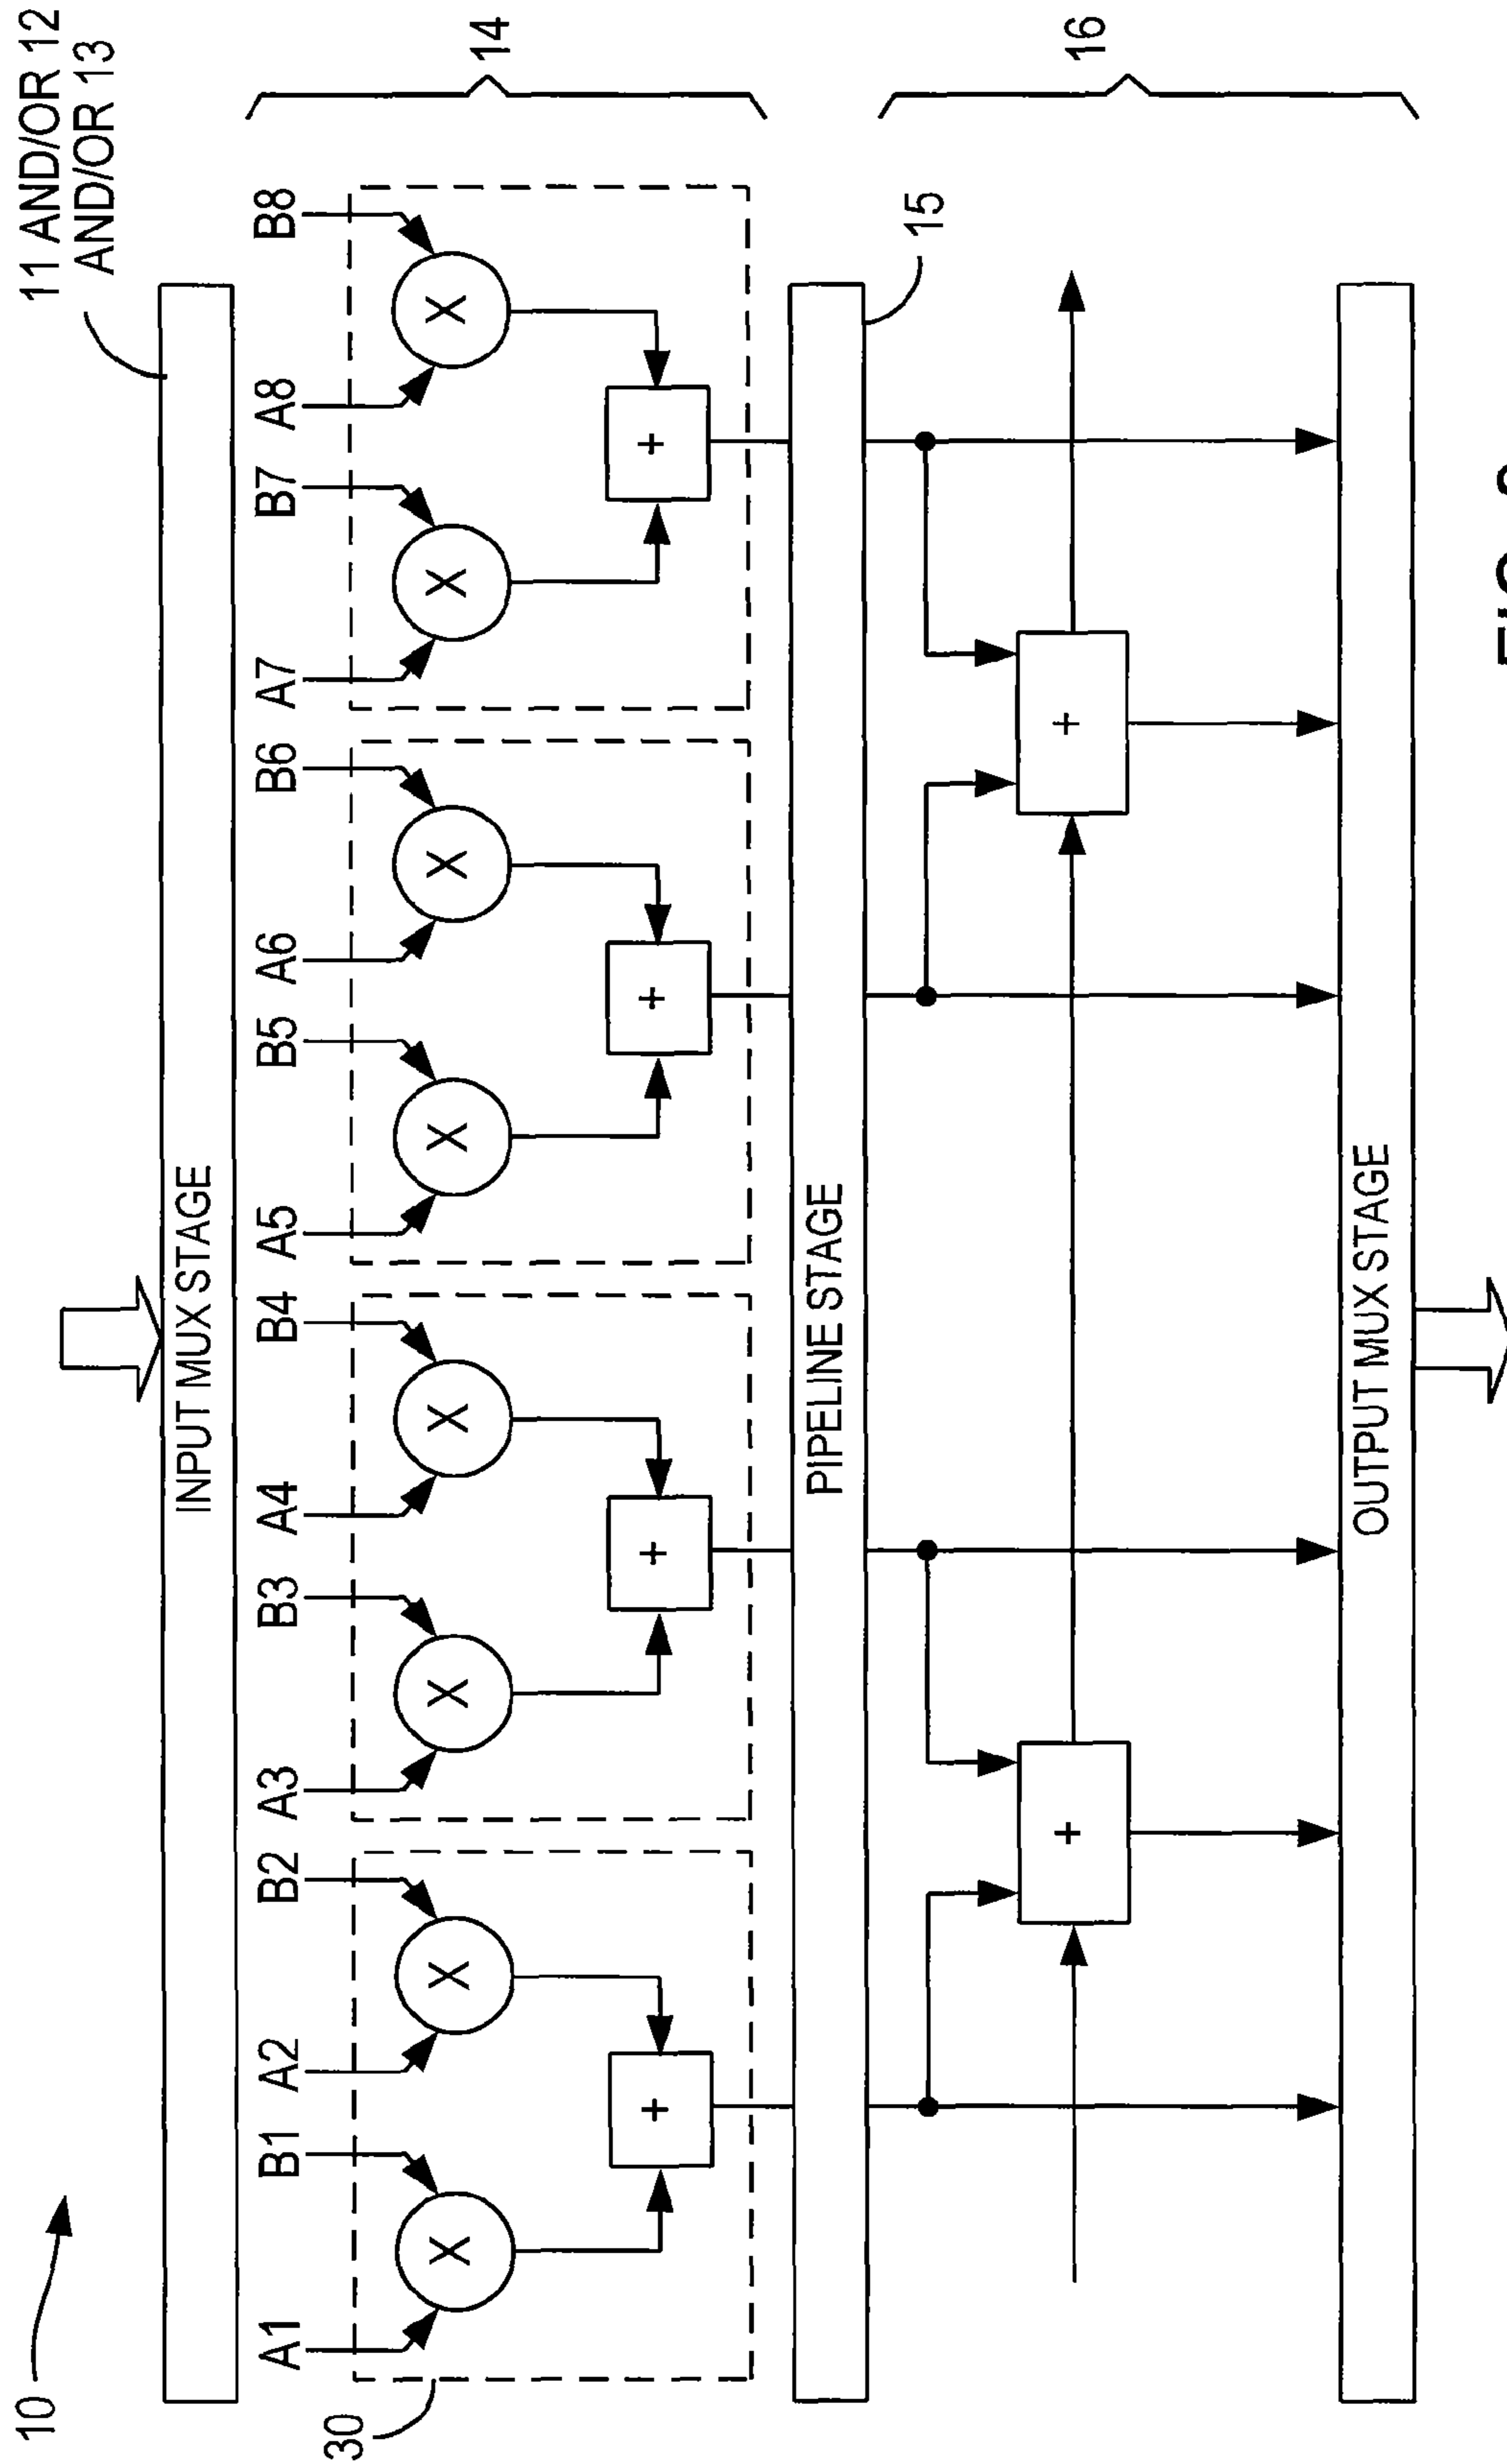 10
11 AND/OR 12
AND/OR 13
INPUT MUX STAGE
A1 B1 A2 B2 A3 B3 A4 B4 A5 B5 A6 B6 A7 B7 A8 B8
30
X X X X X X X X
14
+ + + +
PIPELINE STAGE
15
+ +
16
OUTPUT MUX STAGE
FIG.